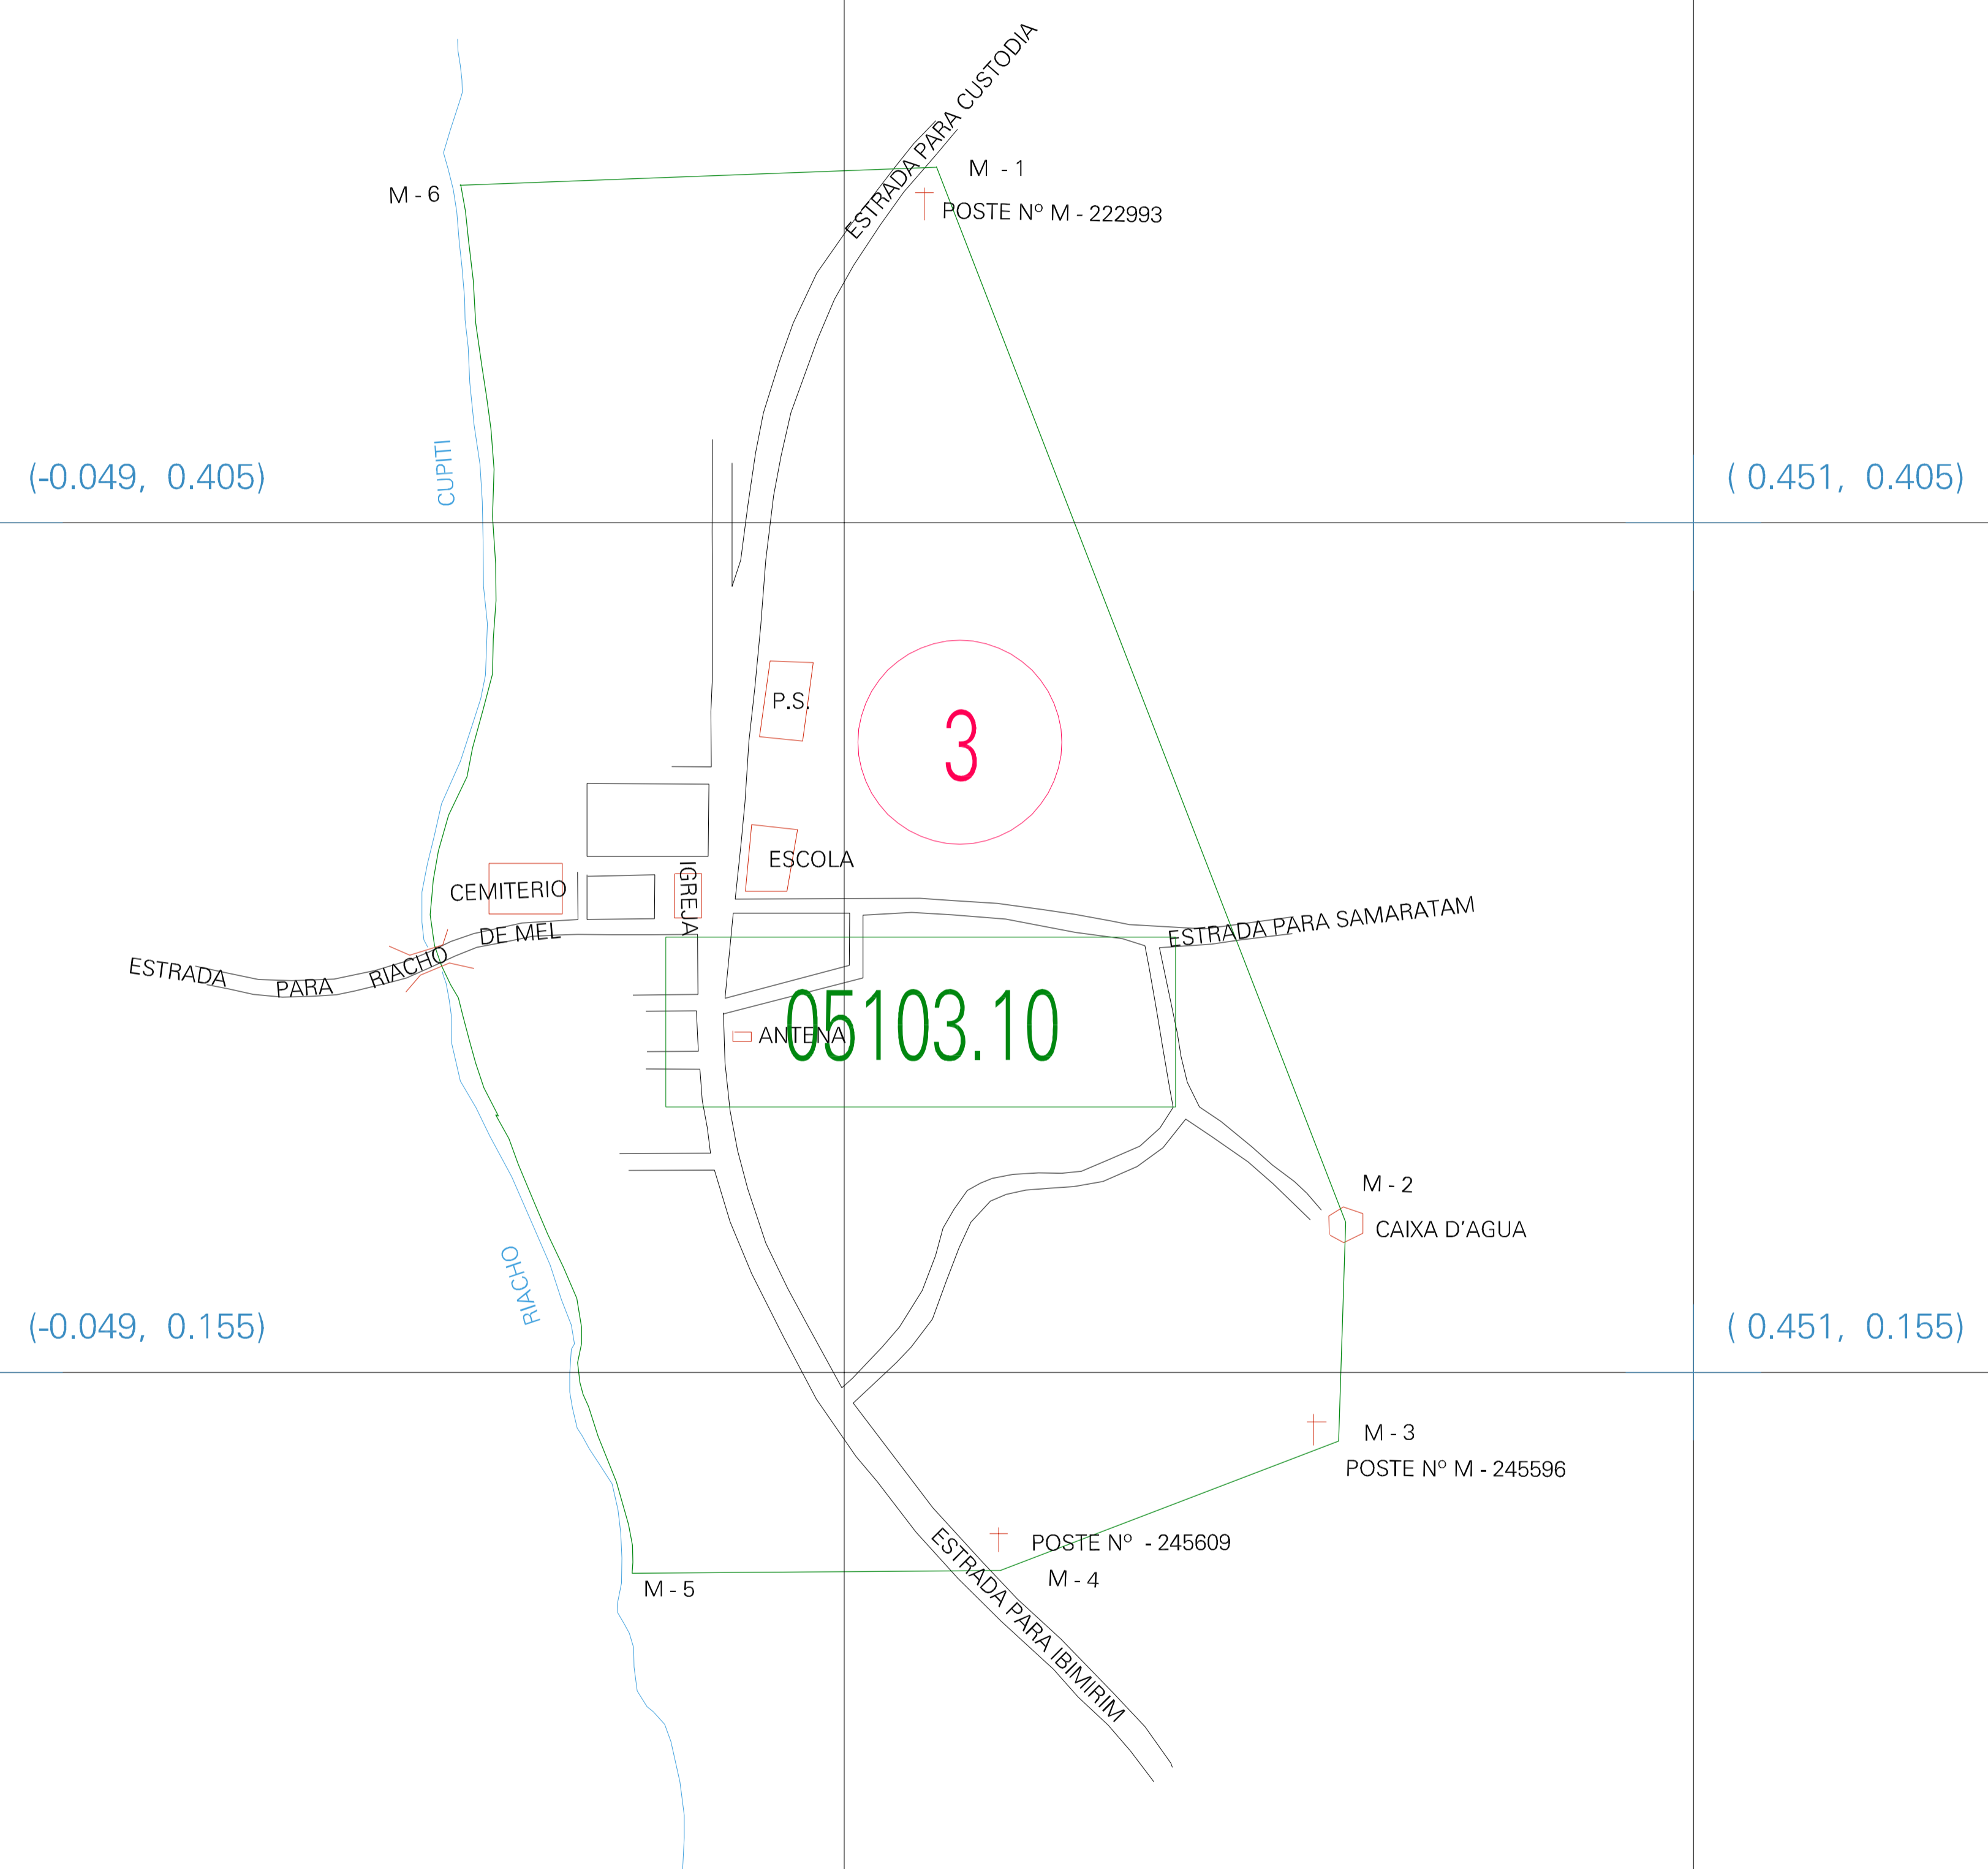 ESTRADA PARA CUSTODIA
M - 1
M - 6
POSTE Nº M - 222993
CUPITI
(-0.049, 0.405)
( 0.451, 0.405)
P.S.
3
ESCOLA
IGREJA
CEMITERIO
ESTRADA PARA RIACHO DE MEL
ESTRADA PARA SAMARATAM
05103.10
ANTENA
M - 2
CAIXA D'AGUA
RIACHO
(-0.049, 0.155)
( 0.451, 0.155)
M - 3
POSTE Nº M - 245596
POSTE Nº - 245609
M - 4
M - 5
ESTRADA PARA IBIMIRIM